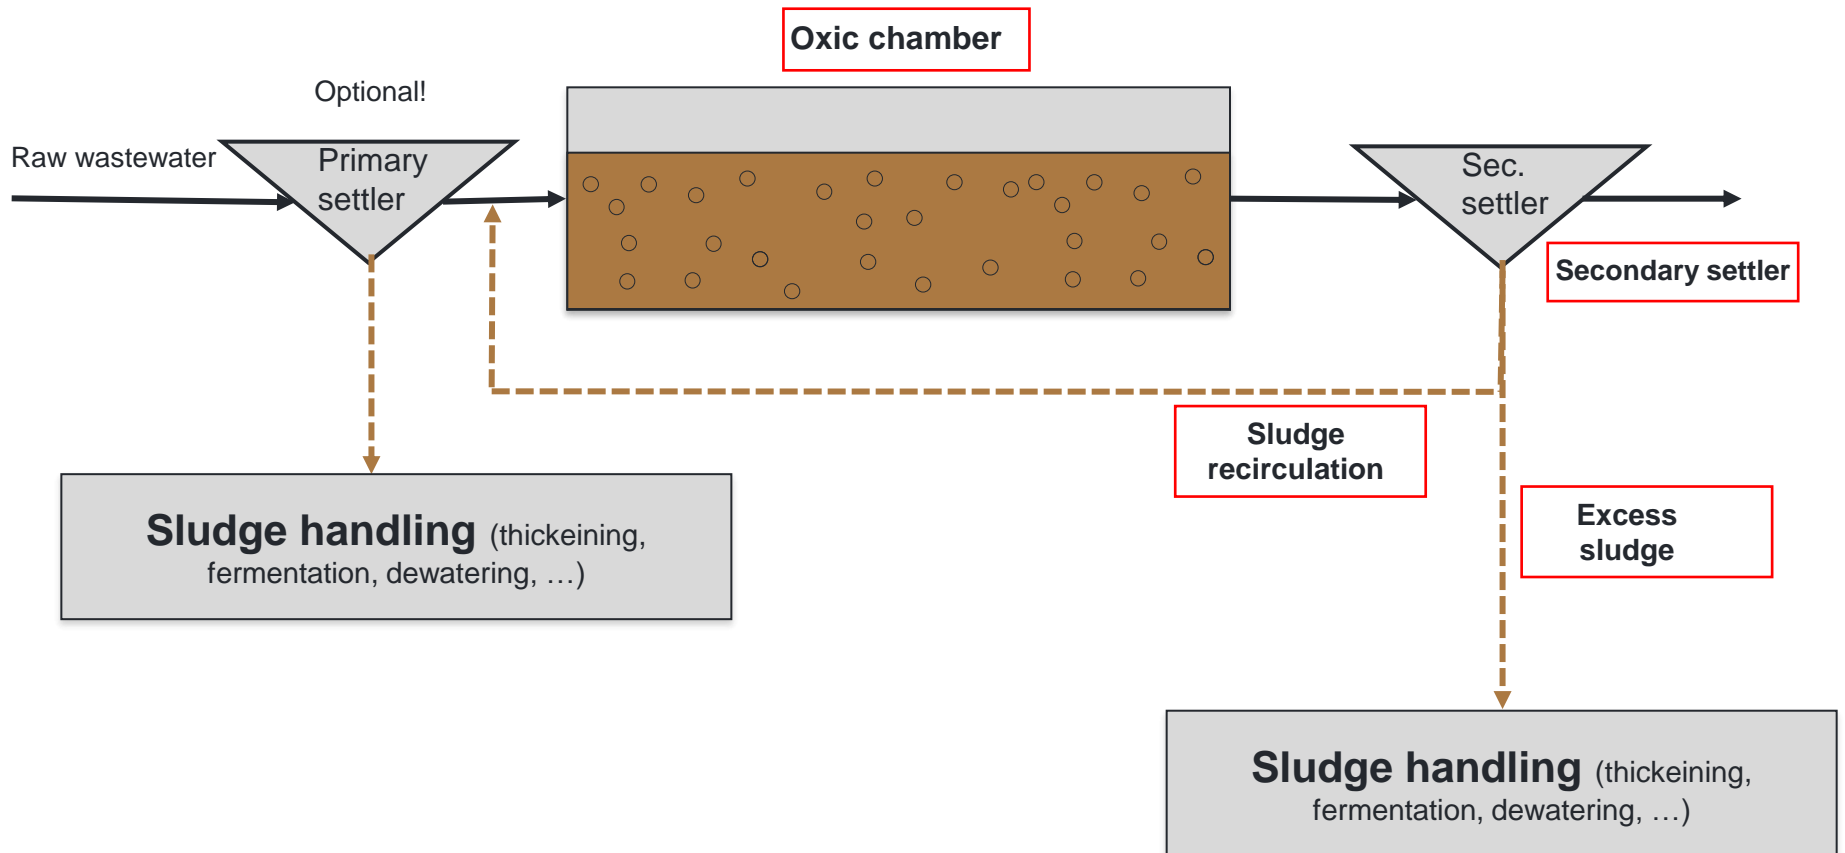 Oxic chamber
Optional!
Raw wastewater
Primary
settler
Sec.
settler
Secondary settler
Sludge
recirculation
Sludge handling (thickeining,
fermentation, dewatering, …)
Excess
sludge
Sludge handling (thickeining,
fermentation, dewatering, …)